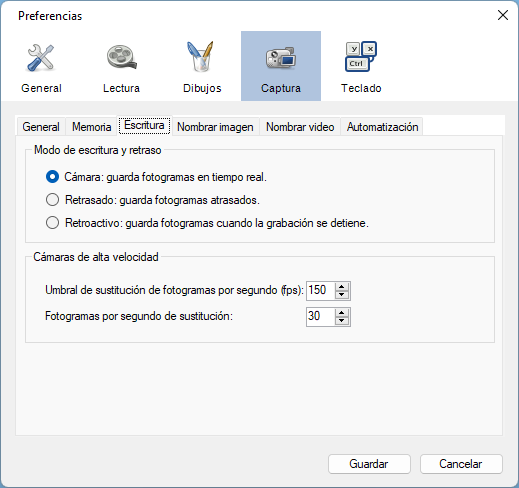 Preferencias
General Lectura Dibujos Captura Teclado
y x
Ctrl
General Memoria Escritura Nombrar imagen Nombrar video Automatización
Modo de escritura y retraso
Cámara: guarda fotogramas en tiempo real.
Retrasado: guarda fotogramas atrasados.
Retroactivo: guarda fotogramas cuando la grabación se detiene.
Cámaras de alta velocidad
Umbral de sustitución de fotogramas por segundo (fps): 150
Fotogramas por segundo de sustitución: 30
Guardar Cancelar